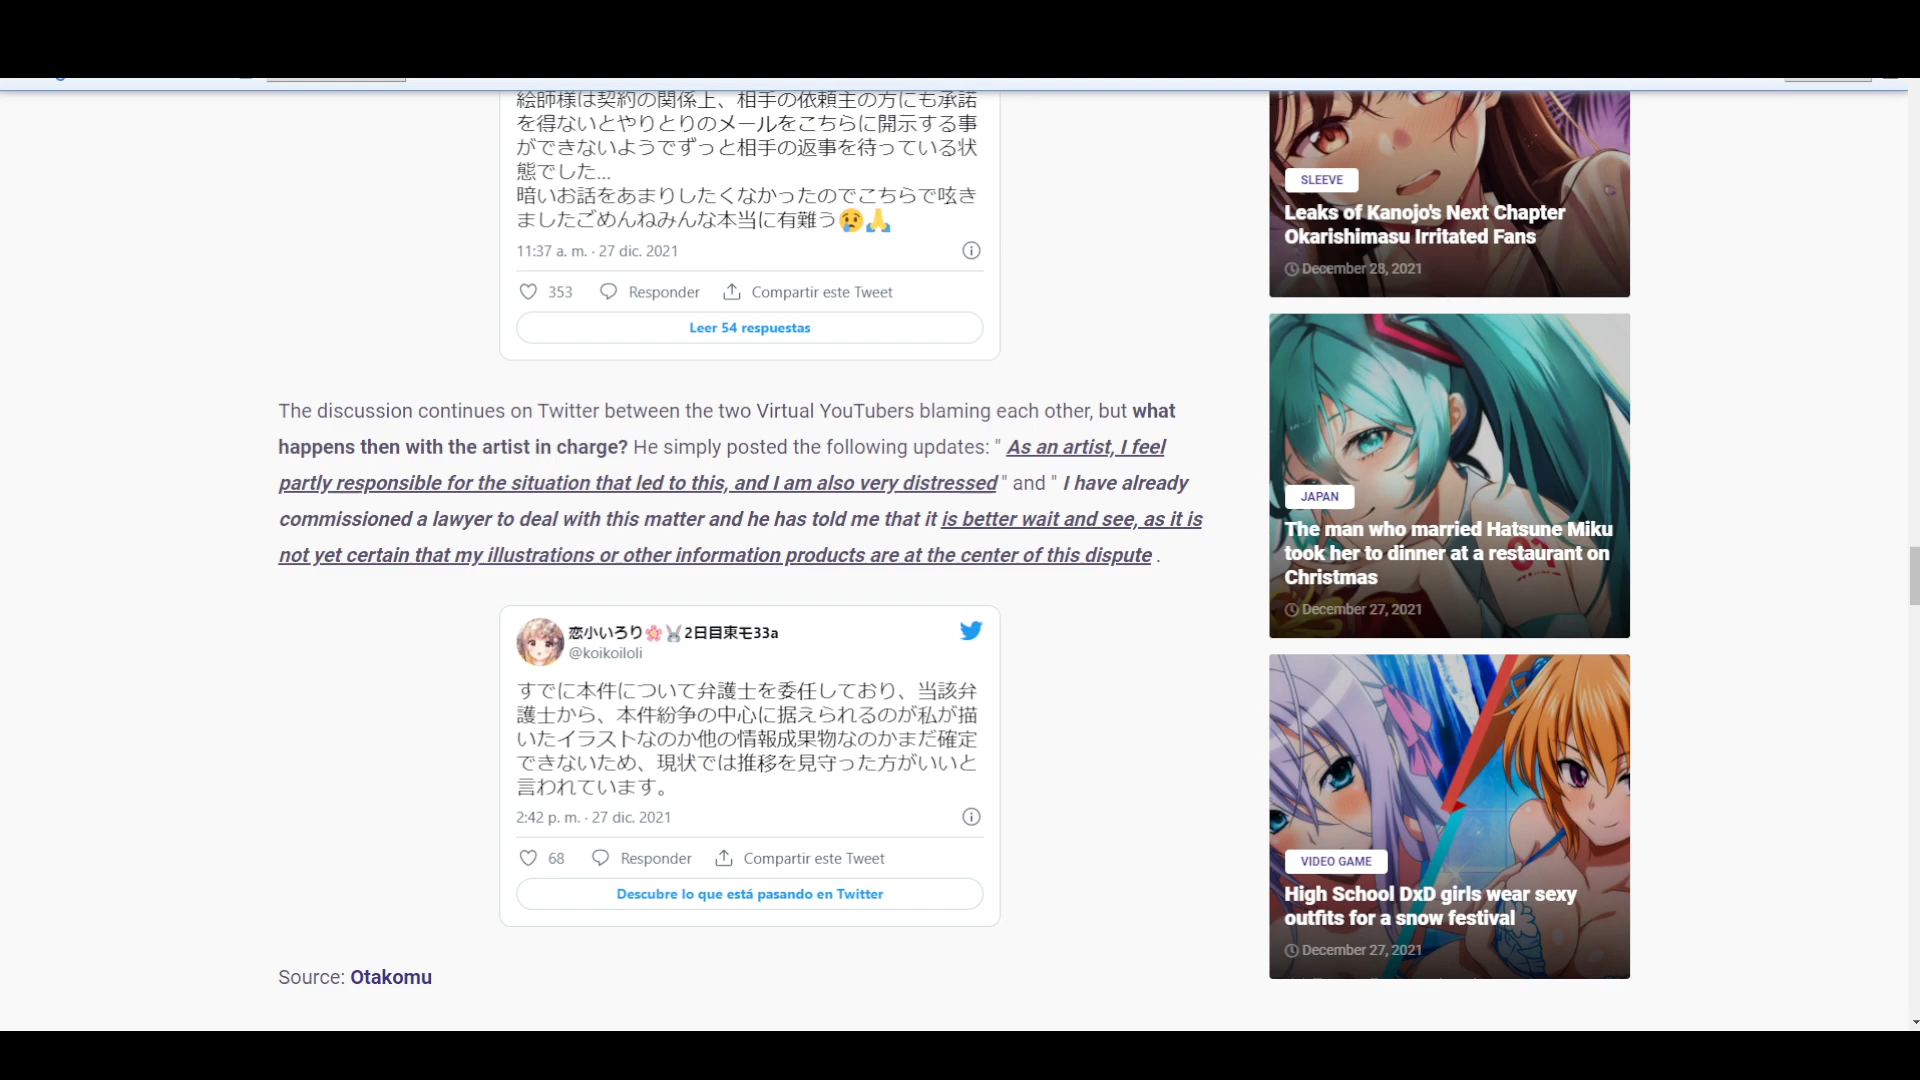 絵師様は契約の関係上、相手の依頼主の方にも承諾
を得ないとやりとりのメールをこちらに開示する事
ができないようでずっと相手の返事を待っている状
態でした...
暗いお話をあまりしたくなかったのでこちらで呟き
ましたごめんねみんな本当に有難う😢🙏
11:37 a. m. · 27 dic. 2021
353 Responder Compartir este Tweet
Leer 54 respuestas
The discussion continues on Twitter between the two Virtual YouTubers blaming each other, but what
happens then with the artist in charge? He simply posted the following updates: " As an artist, I feel
partly responsible for the situation that led to this, and I am also very distressed " and " I have already
commissioned a lawyer to deal with this matter and he has told me that it is better wait and see, as it is
not yet certain that my illustrations or other information products are at the center of this dispute .
恋小いろり🌸🐰2日目東モ33a
@koikoiloli
すでに本件について弁護士を委任しており、当該弁
護士から、本件紛争の中心に据えられるのが私が描
いたイラストなのか他の情報成果物なのかまだ確定
できないため、現状では推移を見守った方がいいと
言われています。
2:42 p. m. · 27 dic. 2021
68 Responder Compartir este Tweet
Descubre lo que está pasando en Twitter
Source: Otakomu
SLEEVE
Leaks of Kanojo's Next Chapter
Okarishimasu Irritated Fans
December 28, 2021
JAPAN
The man who married Hatsune Miku
took her to dinner at a restaurant on
Christmas
December 27, 2021
VIDEO GAME
High School DxD girls wear sexy
outfits for a snow festival
December 27, 2021